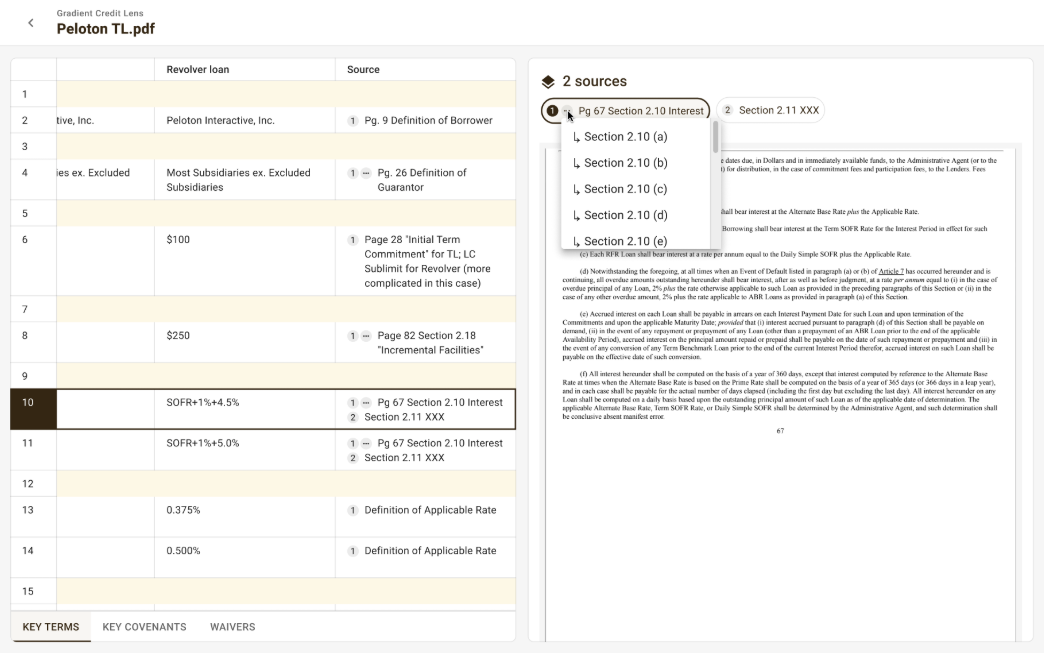 Gradient Credit Lens
Peloton TL.pdf
Revolver loan
Source
1
2
tive, Inc.
Peloton Interactive, Inc.
1 Pg. 9 Definition of Borrower
3
4
ies ex. Excluded
Most Subsidiaries ex. Excluded
Subsidiaries
1 ··· Pg. 26 Definition of
Guarantor
5
6
$100
1 Page 28 "Initial Term
Commitment" for TL; LC
Sublimit for Revolver (more
complicated in this case)
7
8
$250
1 ··· Page 82 Section 2.18
"Incremental Facilities"
9
10
SOFR+1%+4.5%
1 ··· Pg 67 Section 2.10 Interest
2 Section 2.11 XXX
11
SOFR+1%+5.0%
1 ··· Pg 67 Section 2.10 Interest
2 Section 2.11 XXX
12
13
0.375%
1 Definition of Applicable Rate
14
0.500%
1 Definition of Applicable Rate
15
KEY TERMS
KEY COVENANTS
WAIVERS
2 sources
1 Pg 67 Section 2.10 Interest
2 Section 2.11 XXX
Section 2.10 (a)
Section 2.10 (b)
Section 2.10 (c)
Section 2.10 (d)
Section 2.10 (e)
e dates due, in Dollars and in immediately available funds, to the Administrative Agent (or to the
) for distribution, in the case of commitment fees and participation fees, to the Lenders. Fees
hall bear interest at the Alternate Base Rate plus the Applicable Rate.
Borrowing shall bear interest at the Term SOFR Rate for the Interest Period in effect for such
(c) Each RFR Loan shall bear interest at a rate per annum equal to the Daily Simple SOFR plus the Applicable Rate.
(d) Notwithstanding the foregoing, at all times when an Event of Default listed in paragraph (a) or (b) of Article 7 has occurred hereunder and is
continuing, all overdue amounts outstanding hereunder shall bear interest, after as well as before judgment, at a rate per annum equal to (i) in the case of
overdue principal of any Loan, 2% plus the rate otherwise applicable to such Loan as provided in the preceding paragraphs of this Section or (ii) in the
case of any other overdue amount, 2% plus the rate applicable to ABR Loans as provided in paragraph (a) of this Section.
(e) Accrued interest on each Loan shall be payable in arrears on each Interest Payment Date for such Loan and upon termination of the
Commitments and upon the applicable Maturity Date; provided that (i) interest accrued pursuant to paragraph (d) of this Section shall be payable on
demand, (ii) in the event of any repayment or prepayment of any Loan (other than a prepayment of an ABR Loan prior to the end of the applicable
Availability Period), accrued interest on the principal amount repaid or prepaid shall be payable on the date of such repayment or prepayment and (iii) in
the event of any conversion of any Term Benchmark Loan prior to the end of the current Interest Period therefor, accrued interest on such Loan shall be
payable on the effective date of such conversion.
(f) All interest hereunder shall be computed on the basis of a year of 360 days, except that interest computed by reference to the Alternate Base
Rate at times when the Alternate Base Rate is based on the Prime Rate shall be computed on the basis of a year of 365 days (or 366 days in a leap year),
and in each case shall be payable for the actual number of days elapsed (including the first day but excluding the last day). All interest hereunder on any
Loan shall be computed on a daily basis based upon the outstanding principal amount of such Loan as of the applicable date of determination. The
applicable Alternate Base Rate, Term SOFR Rate, or Daily Simple SOFR shall be determined by the Administrative Agent, and such determination shall
be conclusive absent manifest error.
67